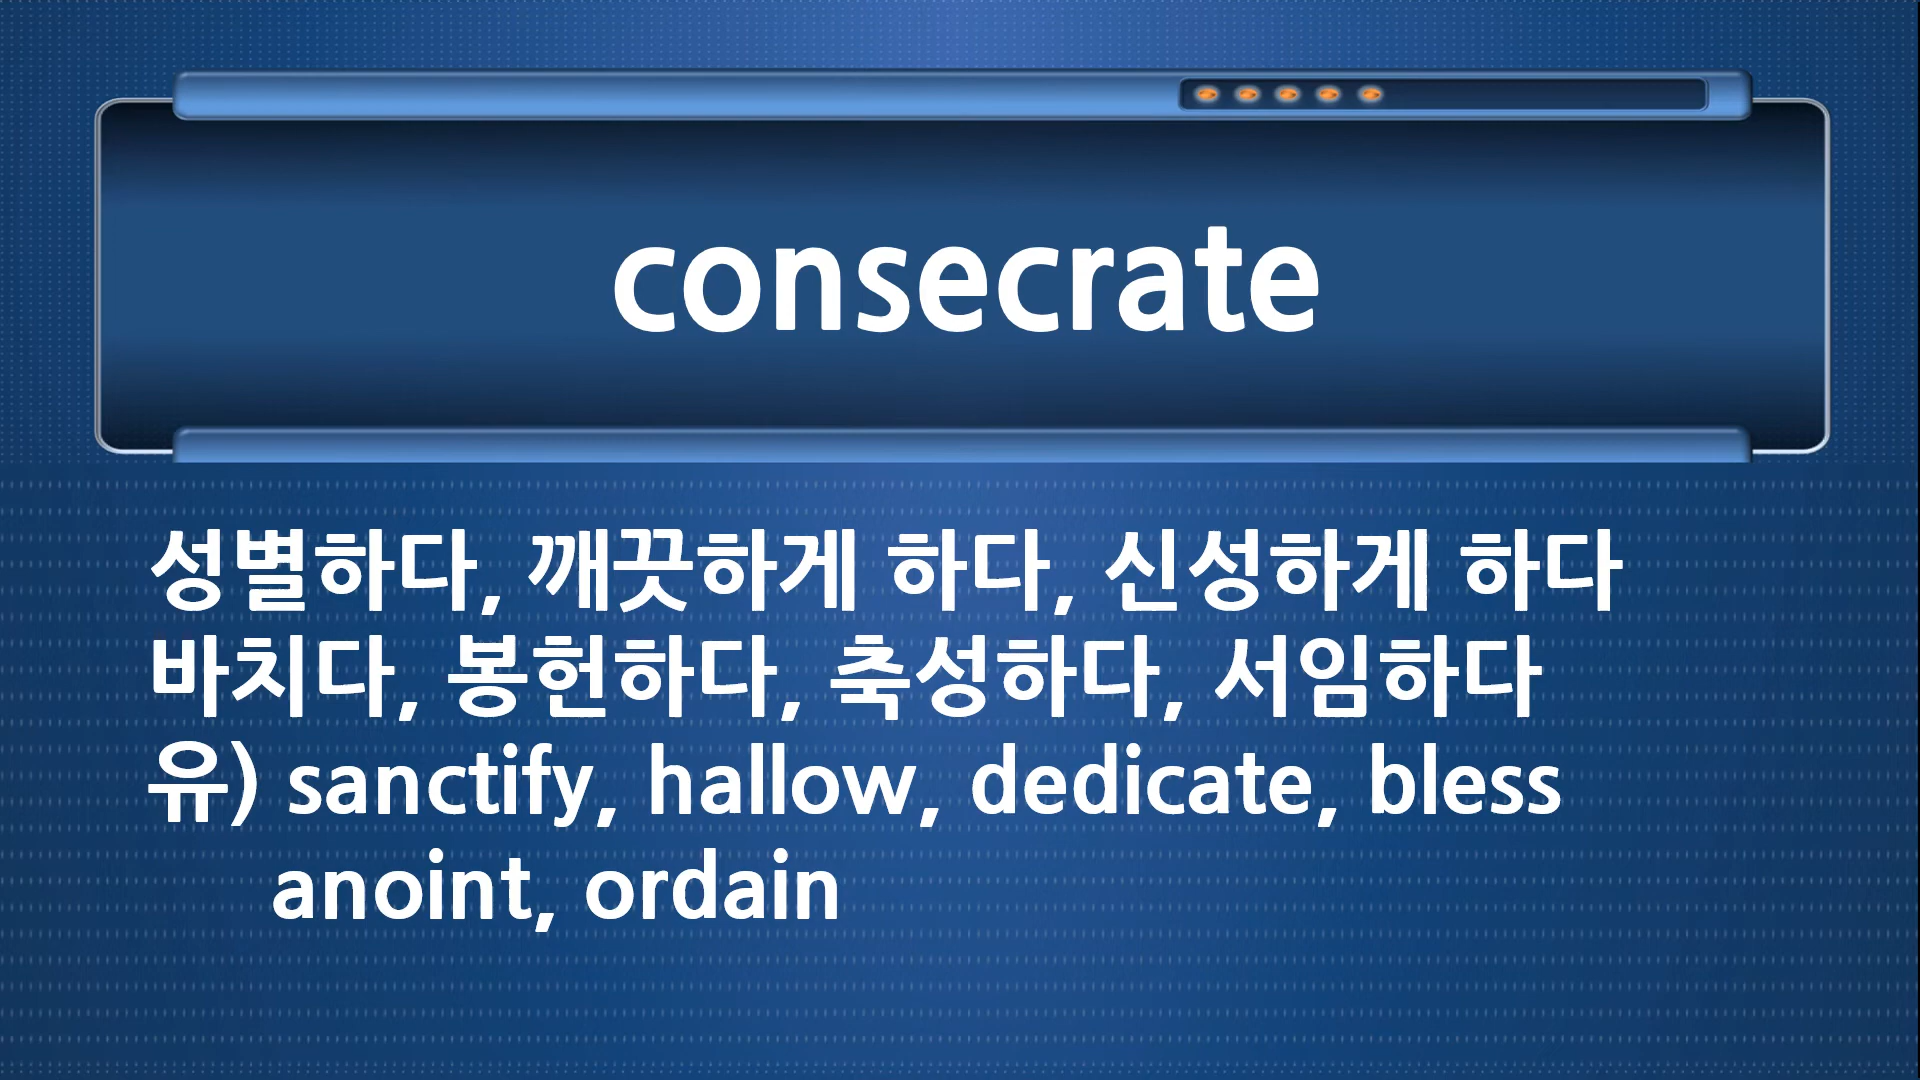 consecrate
성별하다, 깨끗하게 하다, 신성하게 하다
바치다, 봉헌하다, 축성하다, 서임하다
유) sanctify, hallow, dedicate, bless
anoint, ordain